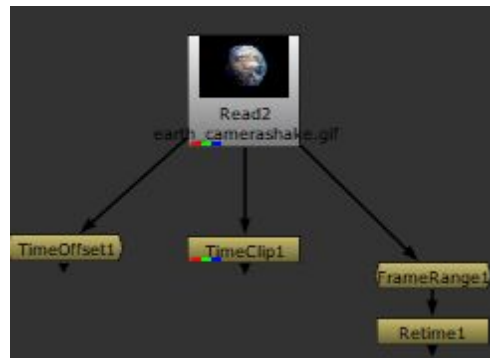 Read2
earth_camerashake.gif
TimeOffset1
TimeClip1
FrameRange1
Retime1